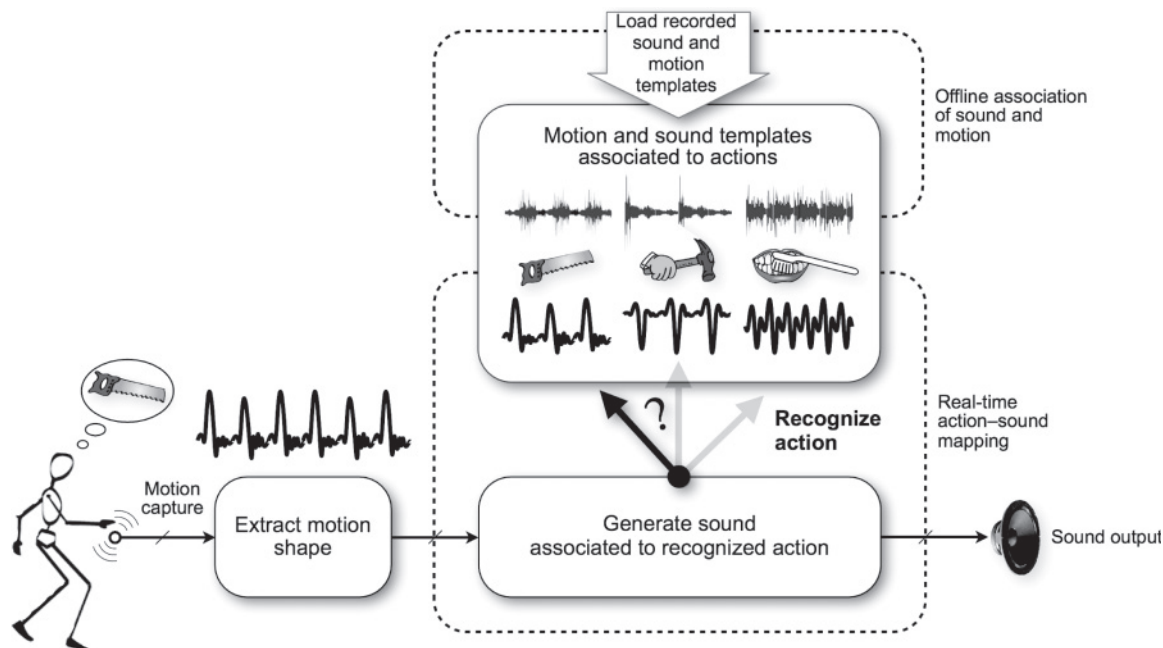 Load recorded
sound and
motion
templates
Offline association
of sound and
motion
Motion and sound templates
associated to actions
?
Recognize
action
Real-time
action–sound
mapping
Motion
capture
Extract motion
shape
Generate sound
associated to recognized action
Sound output